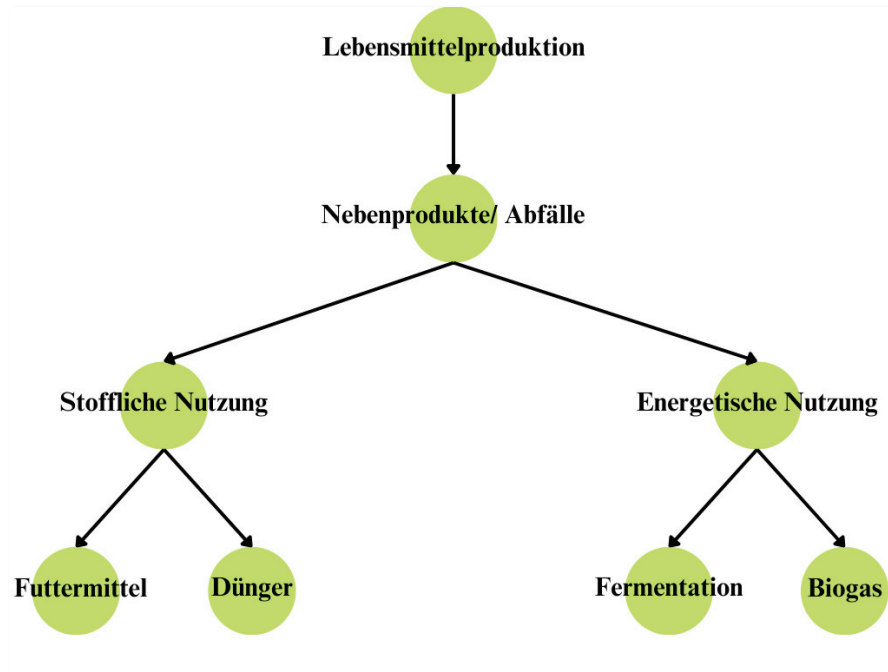 Lebensmittelproduktion
Nebenprodukte/ Abfälle
Stoffliche Nutzung
Energetische Nutzung
Futtermittel
Dünger
Fermentation
Biogas